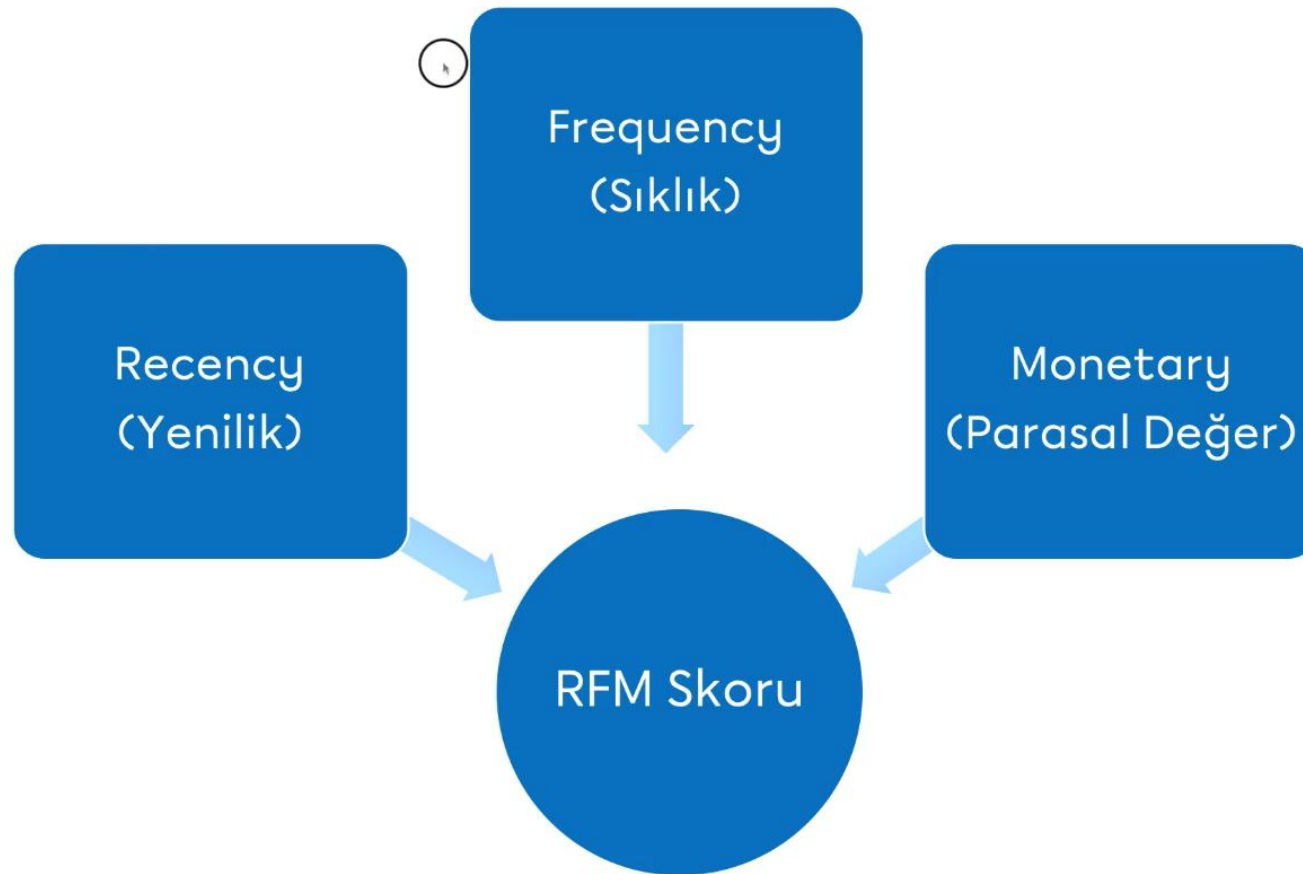 Frequency
(Sıklık)
Recency
(Yenilik)
Monetary
(Parasal Değer)
RFM Skoru